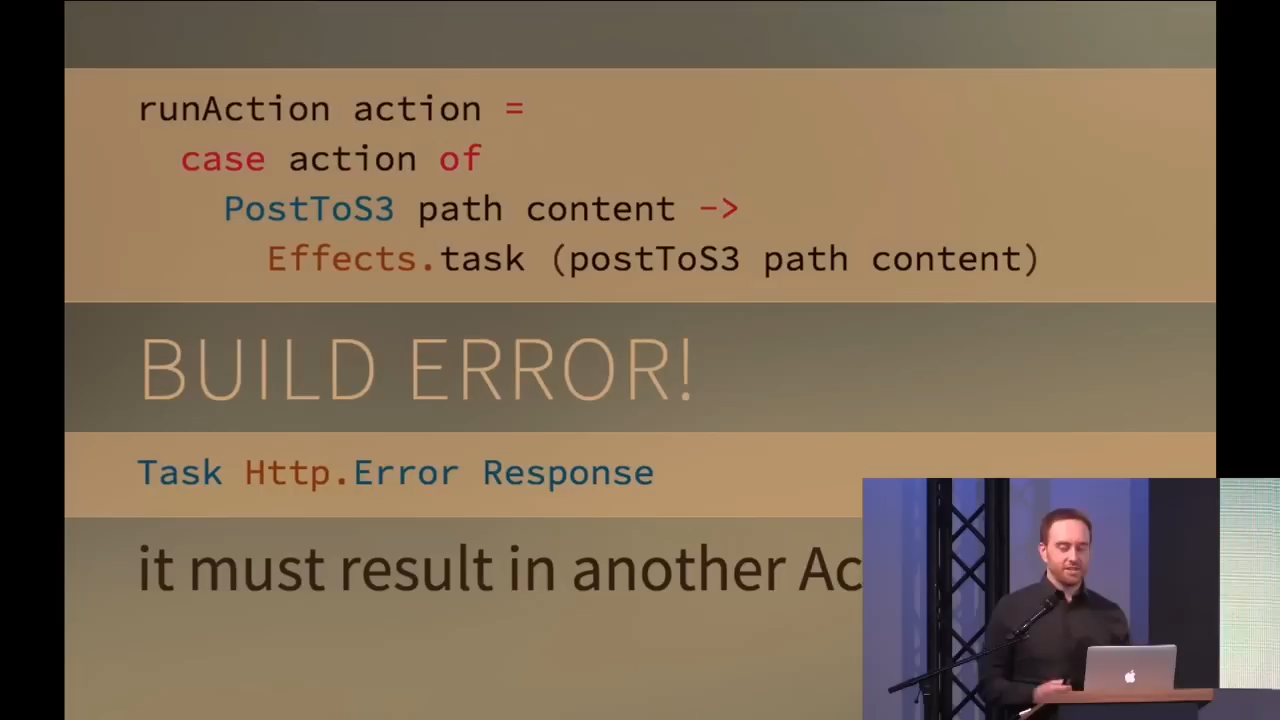 runAction action =
case action of
PostToS3 path content ->
Effects.task (postToS3 path content)
BUILD ERROR!
Task Http.Error Response
it must result in another Ac